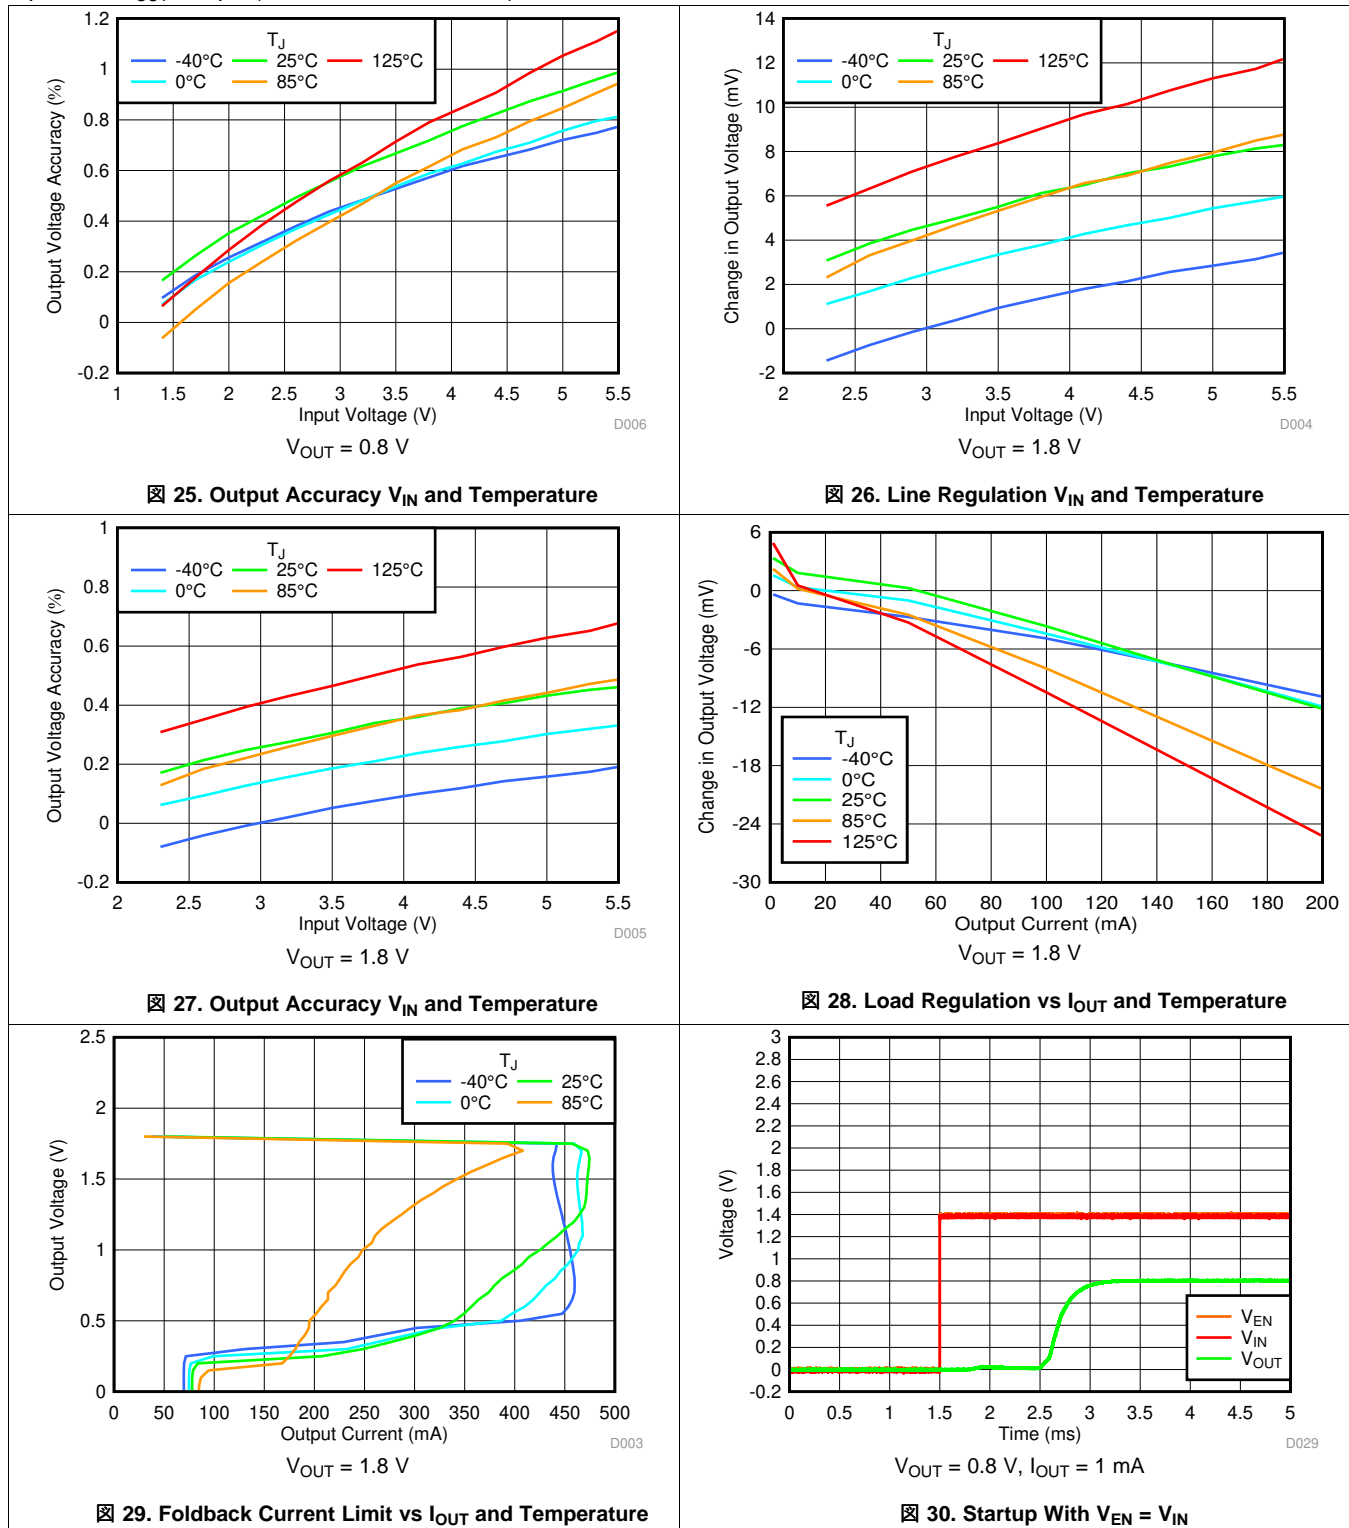 1.2
1
0.8
0.6
0.4
0.2
0
-0.2
1 1.5 2 2.5 3 3.5 4 4.5 5 5.5
Output Voltage Accuracy (%)
Input Voltage (V)
TJ
-40°C 25°C 125°C
0°C 85°C
D006
VOUT = 0.8 V
図 25. Output Accuracy VIN and Temperature
14
12
10
8
6
4
2
0
-2
2 2.5 3 3.5 4 4.5 5 5.5
Change in Output Voltage (mV)
Input Voltage (V)
TJ
-40°C 25°C 125°C
0°C 85°C
D004
VOUT = 1.8 V
図 26. Line Regulation VIN and Temperature
1
0.8
0.6
0.4
0.2
0
-0.2
2 2.5 3 3.5 4 4.5 5 5.5
Output Voltage Accuracy (%)
Input Voltage (V)
TJ
-40°C 25°C 125°C
0°C 85°C
D005
VOUT = 1.8 V
図 27. Output Accuracy VIN and Temperature
6
0
-6
-12
-18
-24
-30
0 20 40 60 80 100 120 140 160 180 200
Change in Output Voltage (mV)
Output Current (mA)
TJ
-40°C
0°C
25°C
85°C
125°C
VOUT = 1.8 V
図 28. Load Regulation vs IOUT and Temperature
2.5
2
1.5
1
0.5
0
0 50 100 150 200 250 300 350 400 450 500
Output Voltage (V)
Output Current (mA)
TJ
-40°C 25°C
0°C 85°C
D003
VOUT = 1.8 V
図 29. Foldback Current Limit vs IOUT and Temperature
3
2.8
2.6
2.4
2.2
2
1.8
1.6
1.4
1.2
1
0.8
0.6
0.4
0.2
0
-0.2
0 0.5 1 1.5 2 2.5 3 3.5 4 4.5 5
Voltage (V)
Time (ms)
VEN
VIN
VOUT
D029
VOUT = 0.8 V, IOUT = 1 mA
図 30. Startup With VEN = VIN